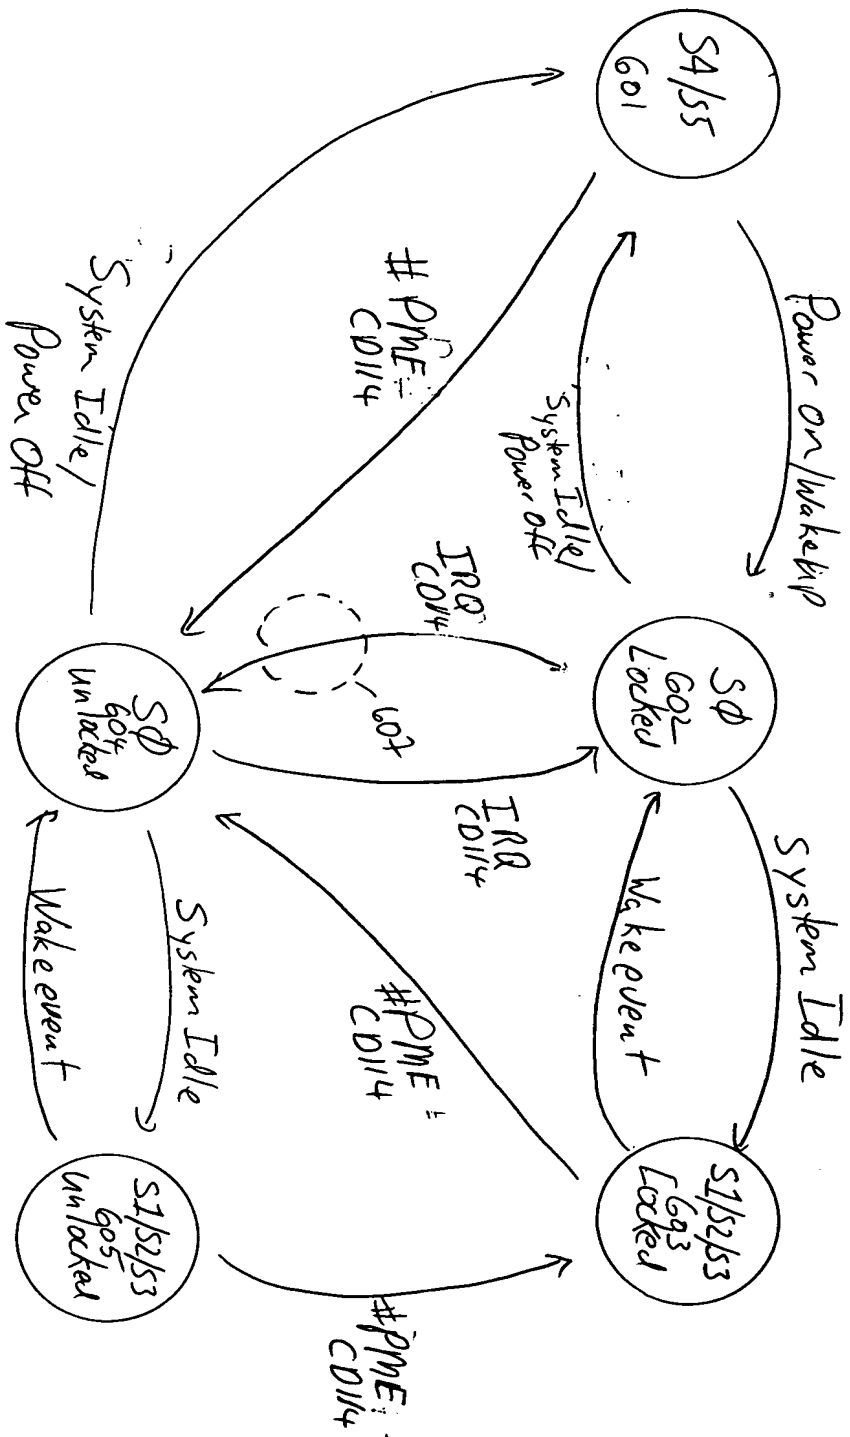 S4/S5
601
Power on/Wakeup
System Idle/
Power Off
# PME
CD114
System Idle/
Power Off
SØ
602
Locked
IRQ
CD114
607
IRQ
CD114
SØ
604
unlocked
System Idle
Wake event
#PME
CD114
System Idle
Wake event
S1/S2/S3
603
Locked
S1/S2/S3
605
unlocked
#PME
CD114